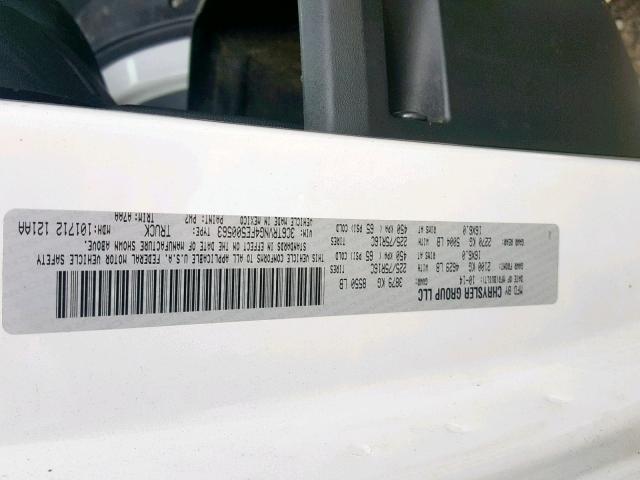 MFD BY CHRYSLER GROUP LLC
DATE OF MFR(BUILT): 10-14 GVWR: 3879 KG 8550 LB
GAWR FRONT: 2100 KG 4629 LB WITH 225/75R16C TIRES
16X6.0 RIMS AT 450 KPA( 65 PSI) COLD
GAWR REAR: 2270 KG 5004 LB WITH 225/75R16C TIRES
16X6.0 RIMS AT 450 KPA( 65 PSI) COLD
THIS VEHICLE CONFORMS TO ALL APPLICABLE U.S.A. FEDERAL MOTOR VEHICLE SAFETY
STANDARDS IN EFFECT ON THE DATE OF MANUFACTURE SHOWN ABOVE.
VIN: 3C6TRVNG4FE500563 TYPE: TRUCK MDH:101712 121AA
VEHICLE MADE IN MEXICO PAINT: PW7 TRIM: A7AA